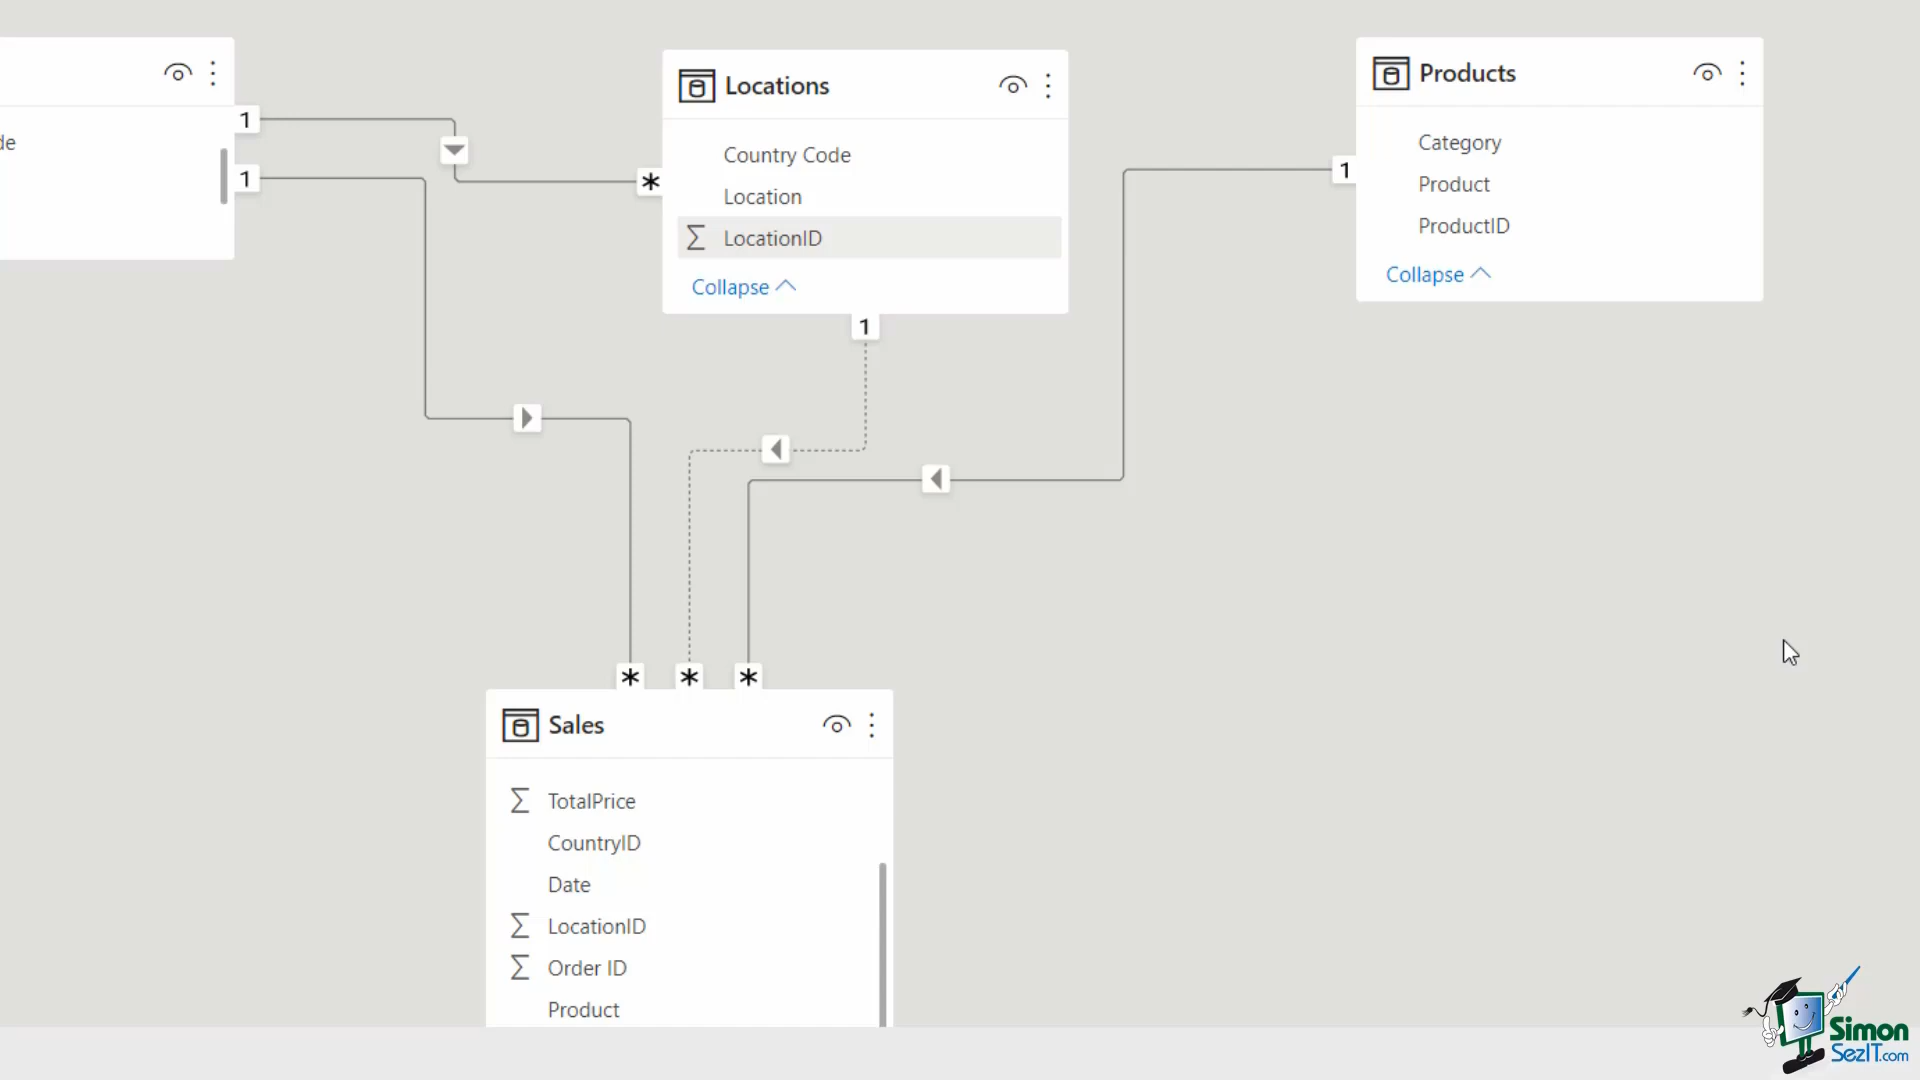 de
1
1
*
Locations
Country Code
Location
LocationID
Collapse
1
Products
Category
Product
ProductID
Collapse
1
*
*
*
Sales
TotalPrice
CountryID
Date
LocationID
Order ID
Product
Simon
SezIT.com